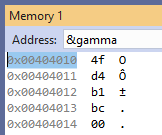 Memory 1
Address: &gamma
0x00404010 4f O
0x00404011 d4 Ô
0x00404012 b1 ±
0x00404013 bc .
0x00404014 00 .